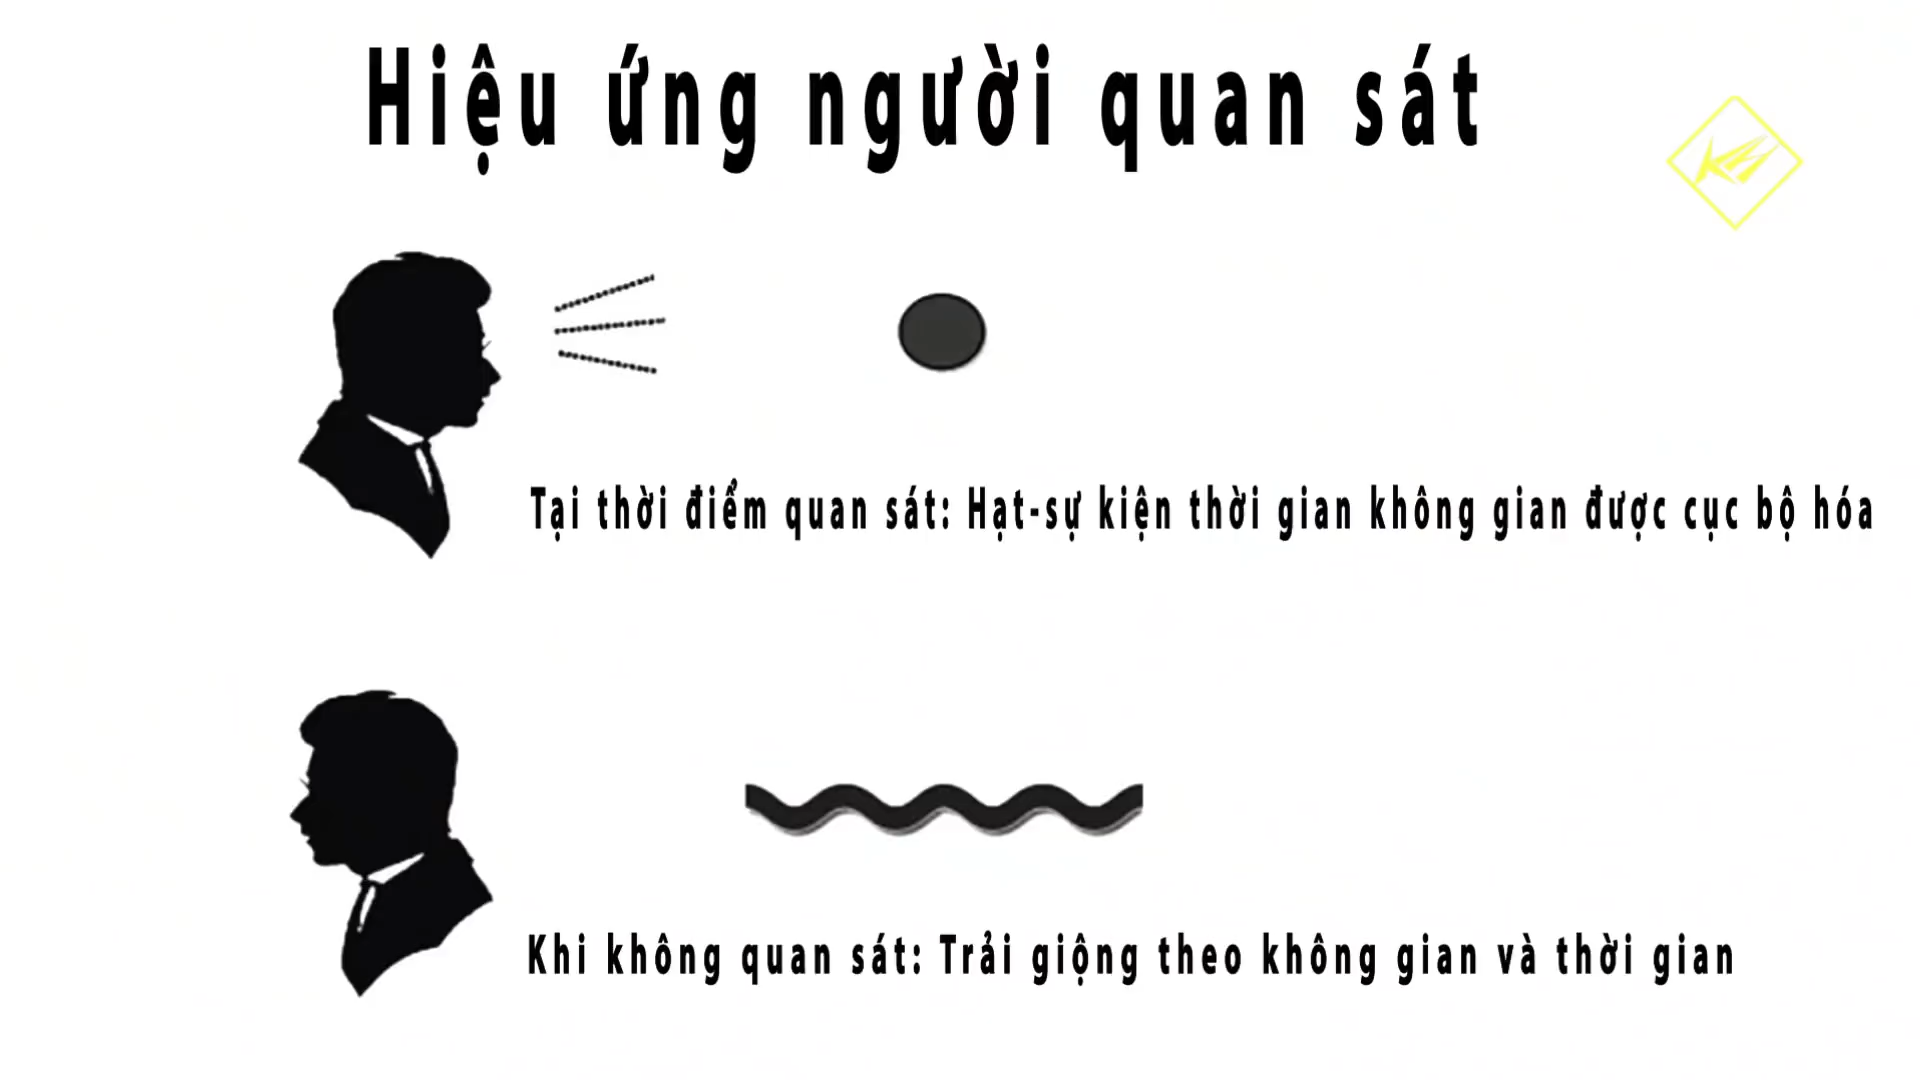 Hiệu ứng người quan sát
KM
Tại thời điểm quan sát: Hạt-sự kiện thời gian không gian được cục bộ hóa
Khi không quan sát: Trải giộng theo không gian và thời gian